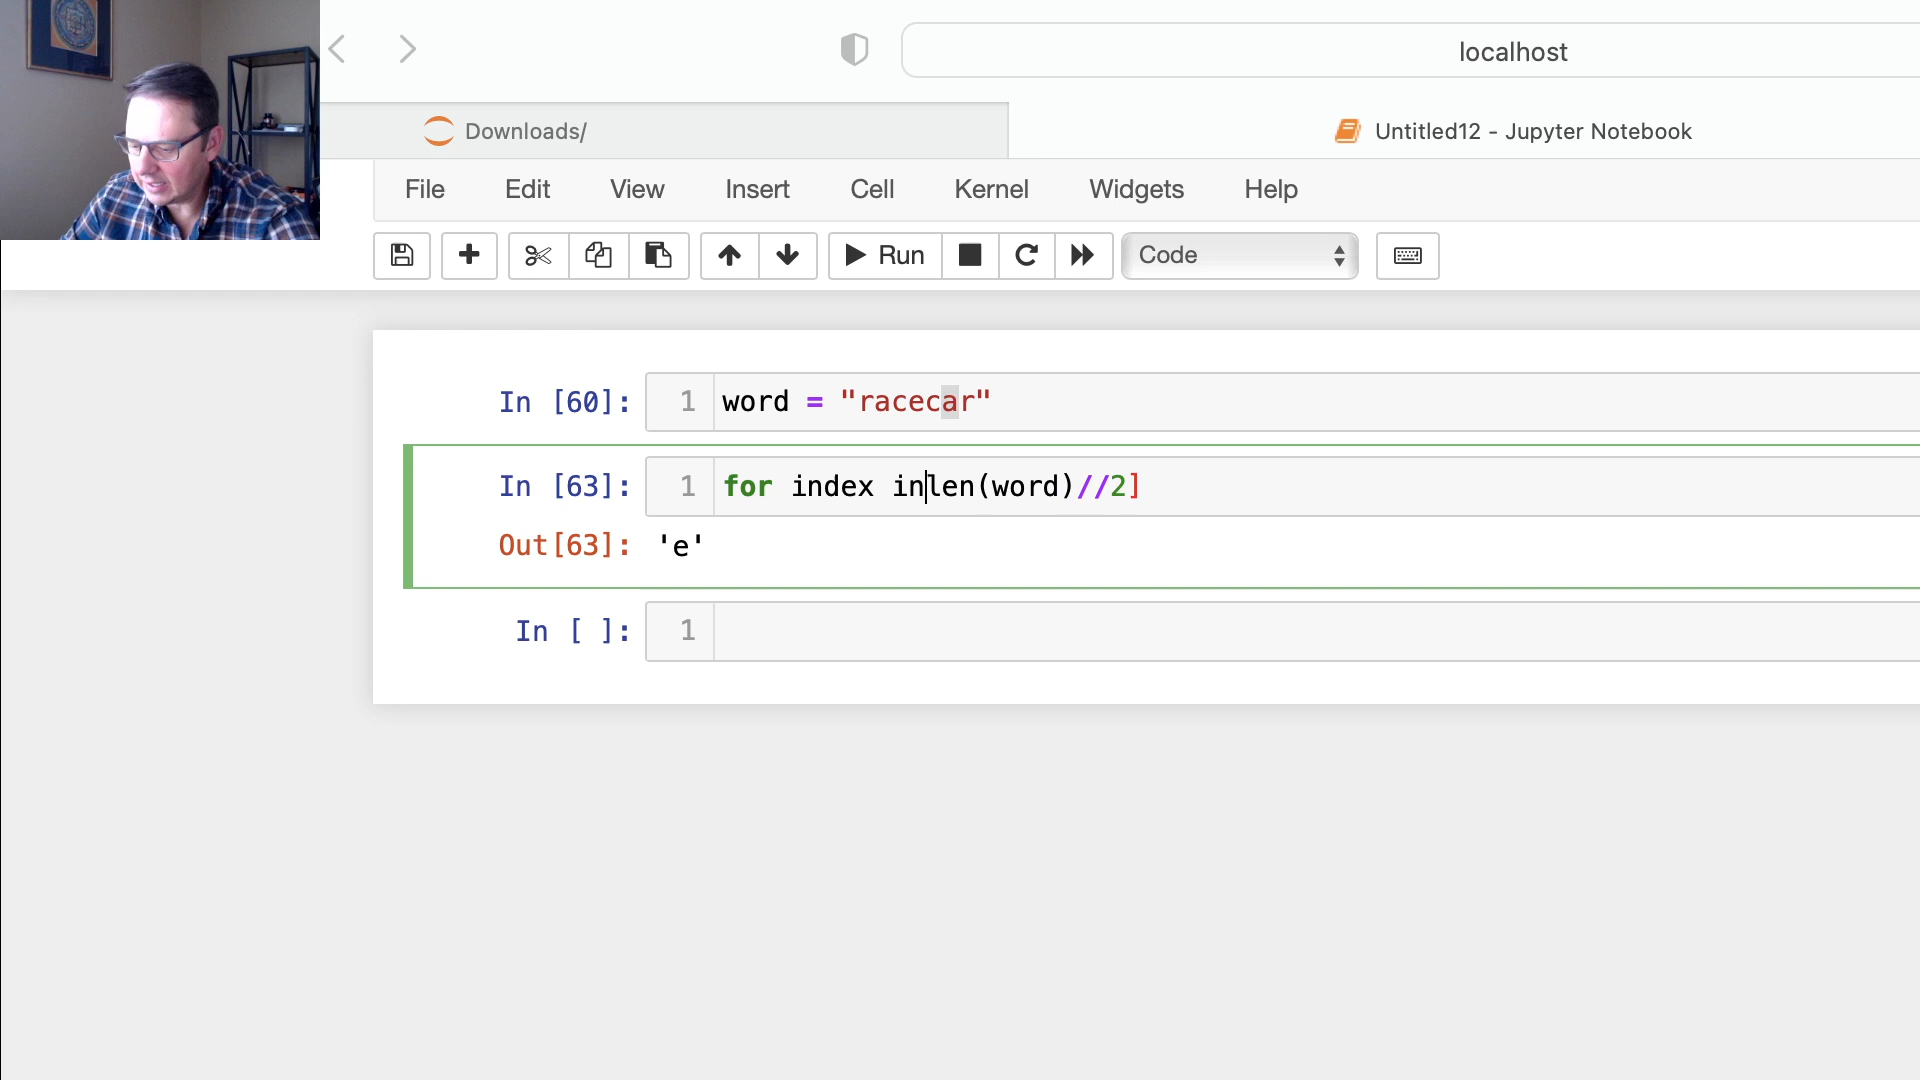 localhost
Downloads/
Untitled12 - Jupyter Notebook
File Edit View Insert Cell Kernel Widgets Help
Run Code
In [60]: 1 word = "racecar"
In [63]: 1 for index inlen(word)//2]
Out[63]: 'e'
In [ ]: 1